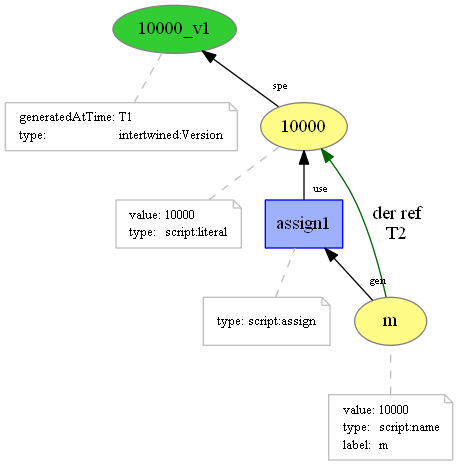 10000_v1
spe
generatedAtTime: T1
type: intertwined:Version
10000
use
value: 10000
type: script:literal
assign1
der ref
T2
gen
type: script:assign
m
value: 10000
type: script:name
label: m